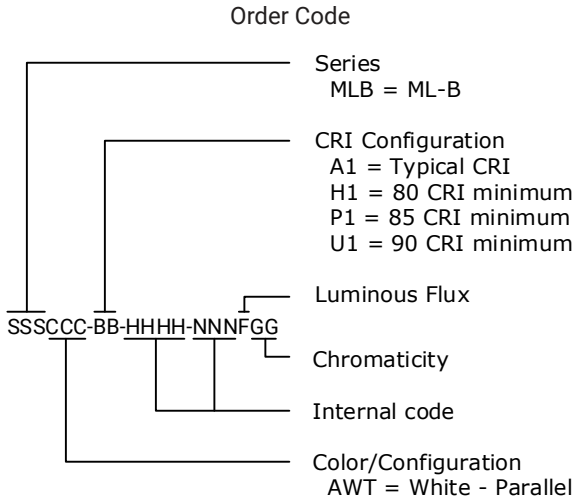 Order Code
Series
MLB = ML-B
CRI Configuration
A1 = Typical CRI
H1 = 80 CRI minimum
P1 = 85 CRI minimum
U1 = 90 CRI minimum
Luminous Flux
SSSCCC-BB-HHHH-NNNFGG
Chromaticity
Internal code
Color/Configuration
AWT = White - Parallel